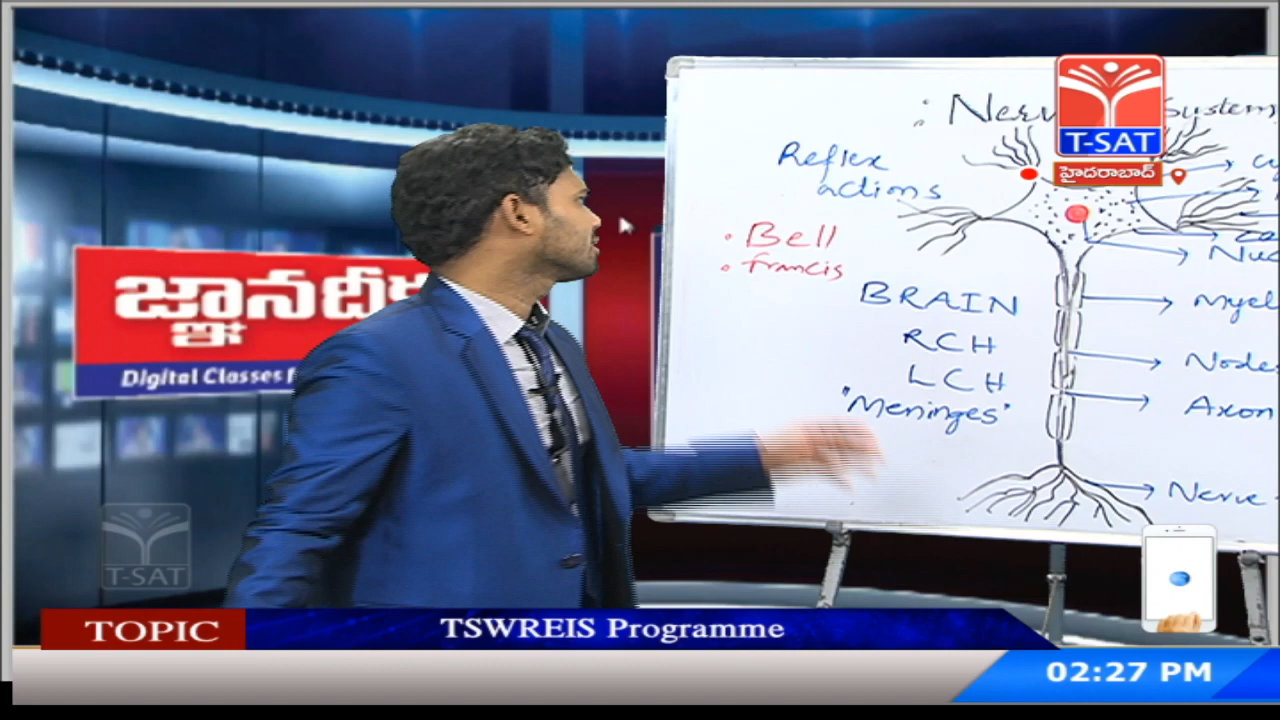 : Nerv System
T-SAT
హైదరాబాద్
Reflex
actions
• Bell
• francis
BRAIN
RCH
LCH
"Meninges"
Nuc
Myel
Node
Axon
Nerve
జ్ఞానదీ
Digital Classes f
T-SAT
TOPIC
TSWREIS Programme
02:27 PM